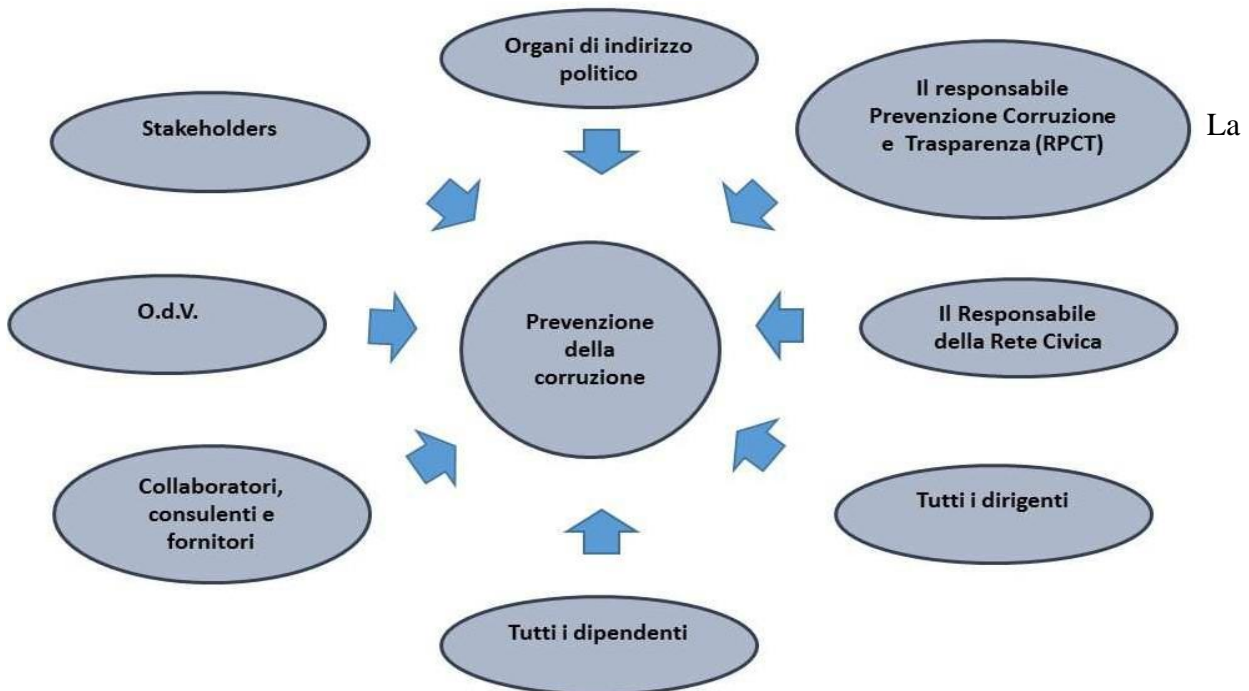 Organi di indirizzo
politico
Il responsabile
Prevenzione Corruzione
e Trasparenza (RPCT)
La
Stakeholders
O.d.V.
Prevenzione
della
corruzione
Il Responsabile
della Rete Civica
Collaboratori,
consulenti e
fornitori
Tutti i dirigenti
Tutti i dipendenti